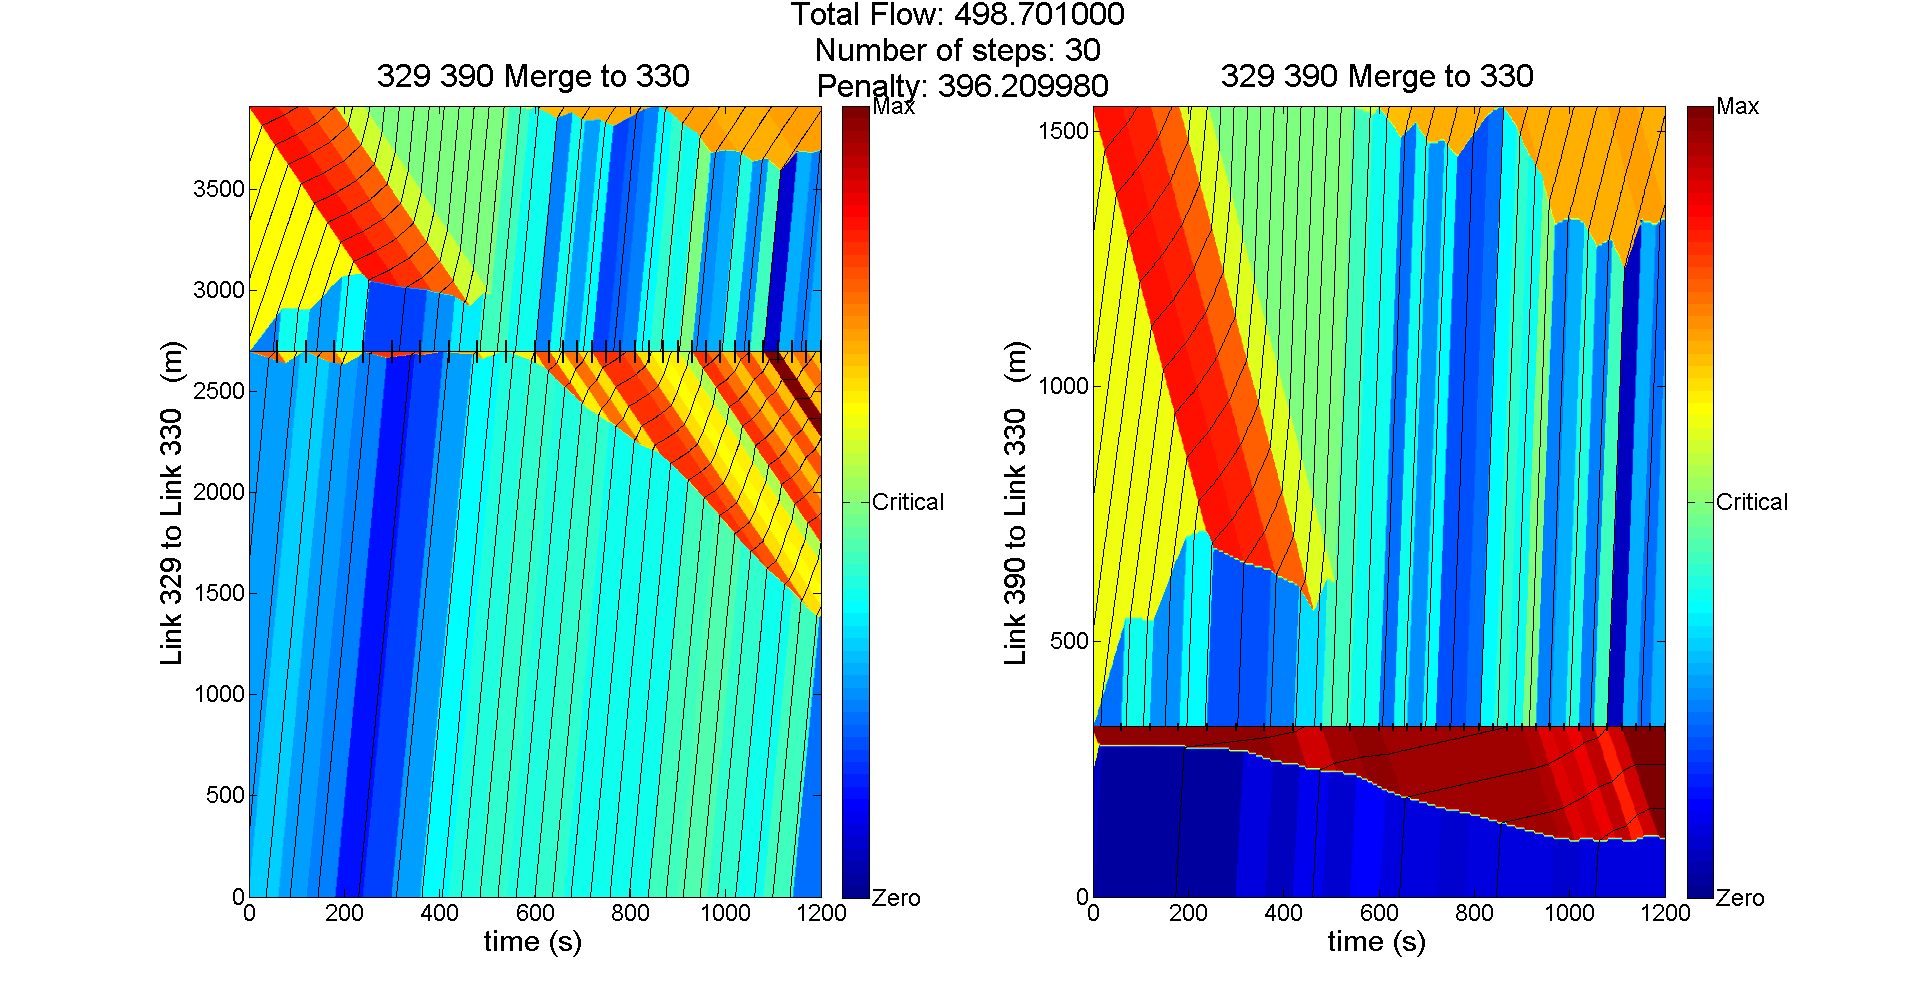 Total Flow: 498.701000
Number of steps: 30
Penalty: 396.209980
329 390 Merge to 330
Link 329 to Link 330   (m)
3500
3000
2500
2000
1500
1000
500
0
0 200 400 600 800 1000 1200
time (s)
Max
Critical
Zero
329 390 Merge to 330
Link 390 to Link 330   (m)
1500
1000
500
0
0 200 400 600 800 1000 1200
time (s)
Max
Critical
Zero